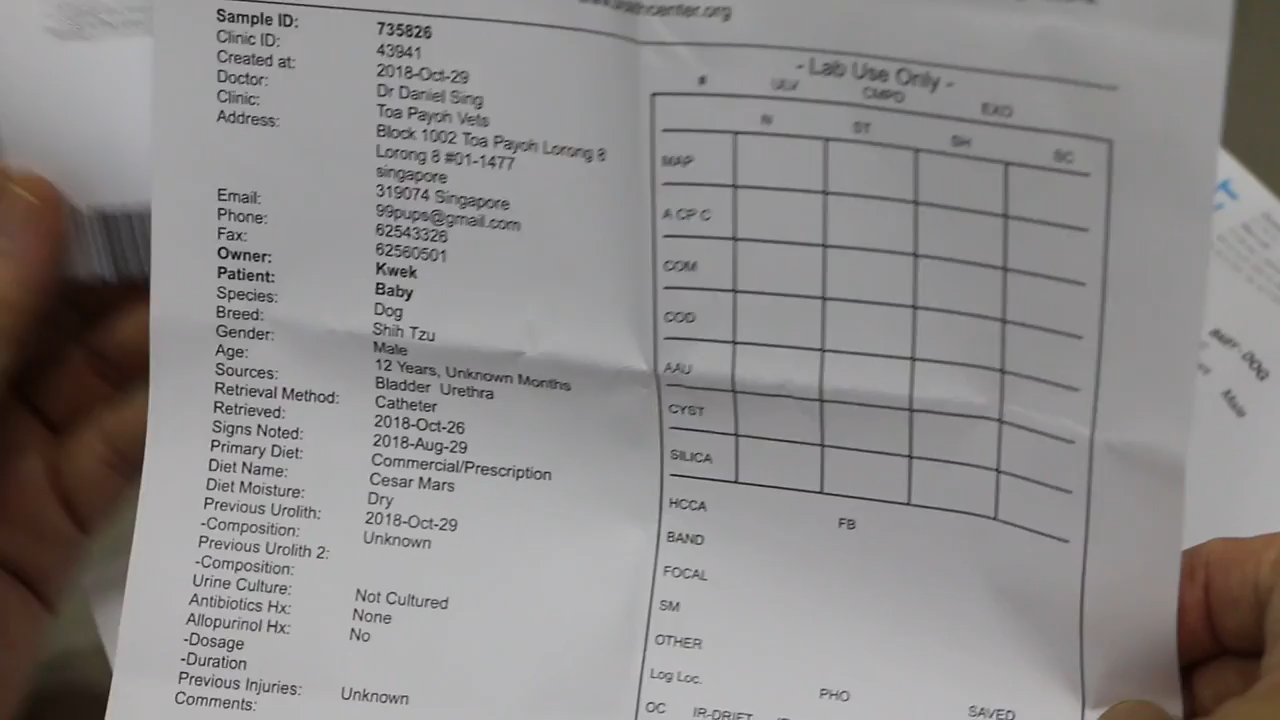 Sample ID: 735826
Clinic ID: 43941
Created at: 2018-Oct-29
Doctor: Dr Daniel Sing
Clinic: Toa Payoh Vets
Address: Block 1002 Toa Payoh Lorong 8
Lorong 8 #01-1477
singapore
319074 Singapore
Email: 99pups@gmail.com
Phone: 62543326
Fax: 62560501
Owner: Kwek
Patient: Baby
Species: Dog
Breed: Shih Tzu
Gender: Male
Age: 12 Years, Unknown Months
Sources: Bladder Urethra
Retrieval Method: Catheter
Retrieved: 2018-Oct-26
Signs Noted: 2018-Aug-29
Primary Diet: Commercial/Prescription
Diet Name: Cesar Mars
Diet Moisture: Dry
Previous Urolith: 2018-Oct-29
-Composition: Unknown
Previous Urolith 2:
-Composition:
Urine Culture: Not Cultured
Antibiotics Hx: None
Allopurinol Hx: No
-Dosage
-Duration
Previous Injuries: Unknown
Comments:
- Lab Use Only -
# CMPD EXO
N ST SH SC
MAP
A CP C
COM
COD
AAU
CYST
SILICA
HCCA FB
BAND
FOCAL
SM
OTHER
Log Loc. PHO SAVED
OC IR-DRIFT
Male